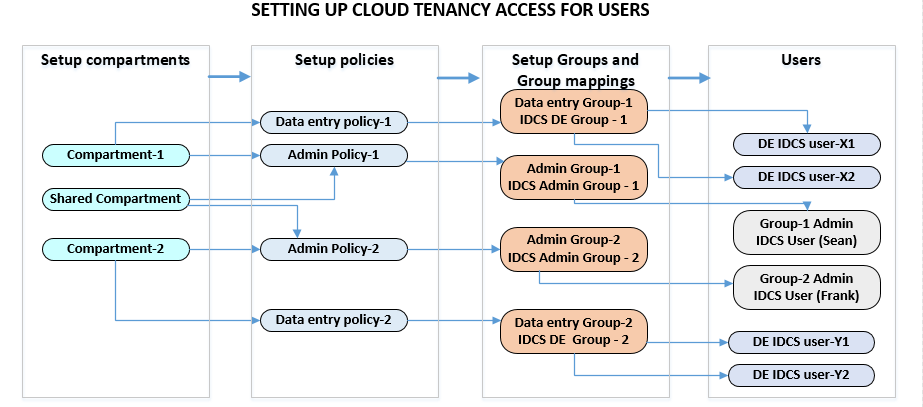 SETTING UP CLOUD TENANCY ACCESS FOR USERS
Setup compartments
Compartment-1
Shared Compartment
Compartment-2
Setup policies
Data entry policy-1
Admin Policy-1
Admin Policy-2
Data entry policy-2
Setup Groups and
Group mappings
Data entry Group-1
IDCS DE Group - 1
Admin Group-1
IDCS Admin Group - 1
Admin Group-2
IDCS Admin Group - 2
Data entry Group-2
IDCS DE Group - 2
Users
DE IDCS user-X1
DE IDCS user-X2
Group-1 Admin
IDCS User (Sean)
Group-2 Admin
IDCS User (Frank)
DE IDCS user-Y1
DE IDCS user-Y2